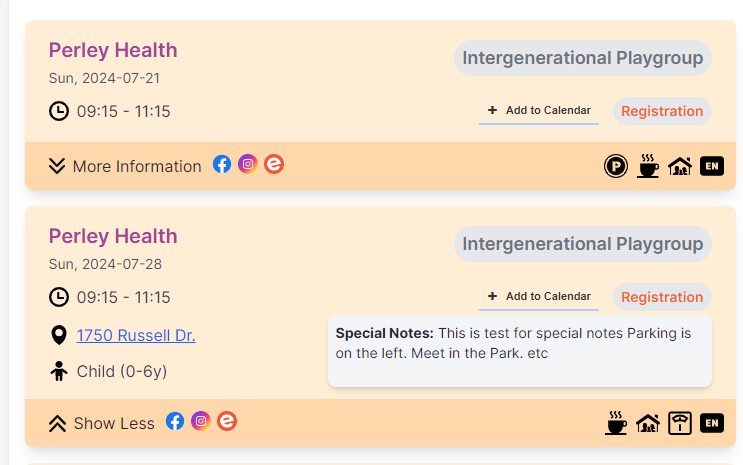 Perley Health
Intergenerational Playgroup
Sun, 2024-07-21
09:15 - 11:15
+ Add to Calendar
Registration
More Information
P
EN
Perley Health
Intergenerational Playgroup
Sun, 2024-07-28
09:15 - 11:15
+ Add to Calendar
Registration
1750 Russell Dr.
Special Notes: This is test for special notes Parking is
on the left. Meet in the Park. etc
Child (0-6y)
Show Less
EN